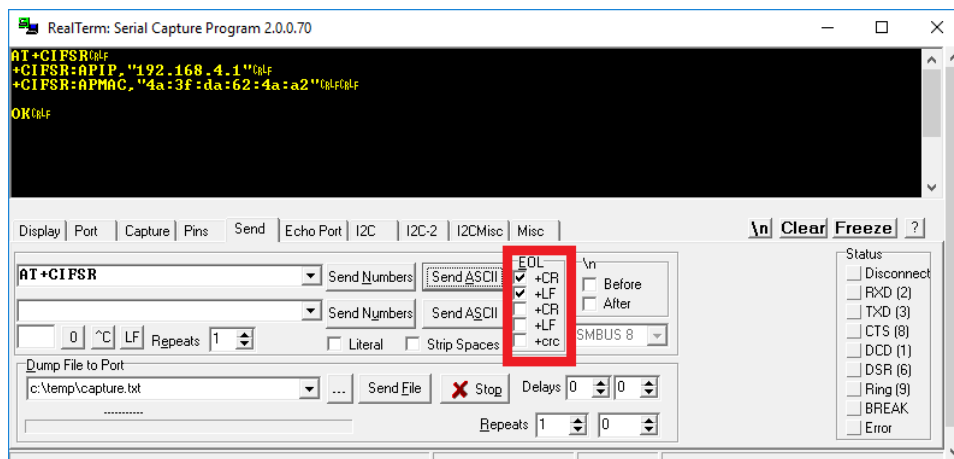 RealTerm: Serial Capture Program 2.0.0.70
AT+CIFSRCRLF
+CIFSR:APIP,"192.168.4.1"CRLF
+CIFSR:APMAC,"4a:3f:da:62:4a:a2"CRLFCRLF
OKCRLF
Display Port Capture Pins Send Echo Port I2C I2C-2 I2CMisc Misc \n Clear Freeze ?
AT+CIFSR Send Numbers Send ASCII
Send Numbers Send ASCII
0 ^C LF Repeats 1 Literal Strip Spaces
EOL
+CR
+LF
+CR
+LF
+crc
\n
Before
After
SMBUS 8
Dump File to Port
c:\temp\capture.txt ... Send File Stop Delays 0 0
-----------
Repeats 1 0
Status
Disconnect
RXD (2)
TXD (3)
CTS (8)
DCD (1)
DSR (6)
Ring (9)
BREAK
Error